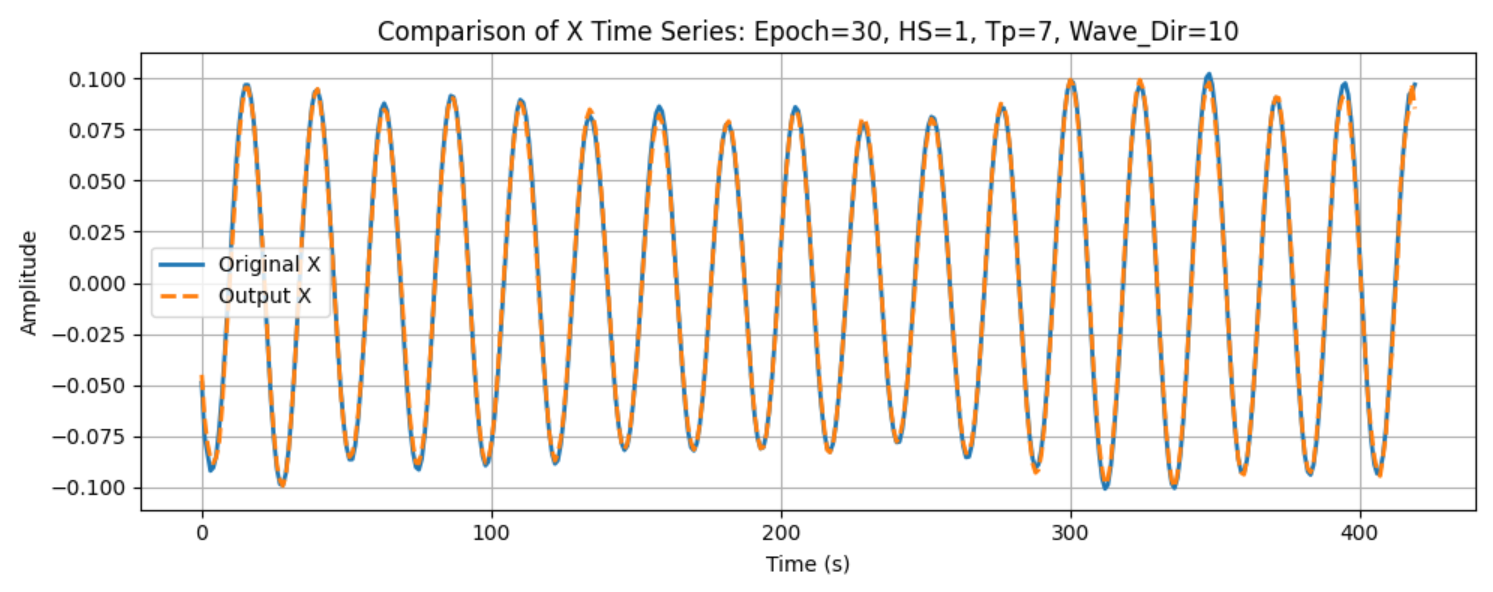 Comparison of X Time Series: Epoch=30, HS=1, Tp=7, Wave_Dir=10
Amplitude
0.100
0.075
0.050
0.025
0.000
−0.025
−0.050
−0.075
−0.100
Original X
Output X
0 100 200 300 400
Time (s)